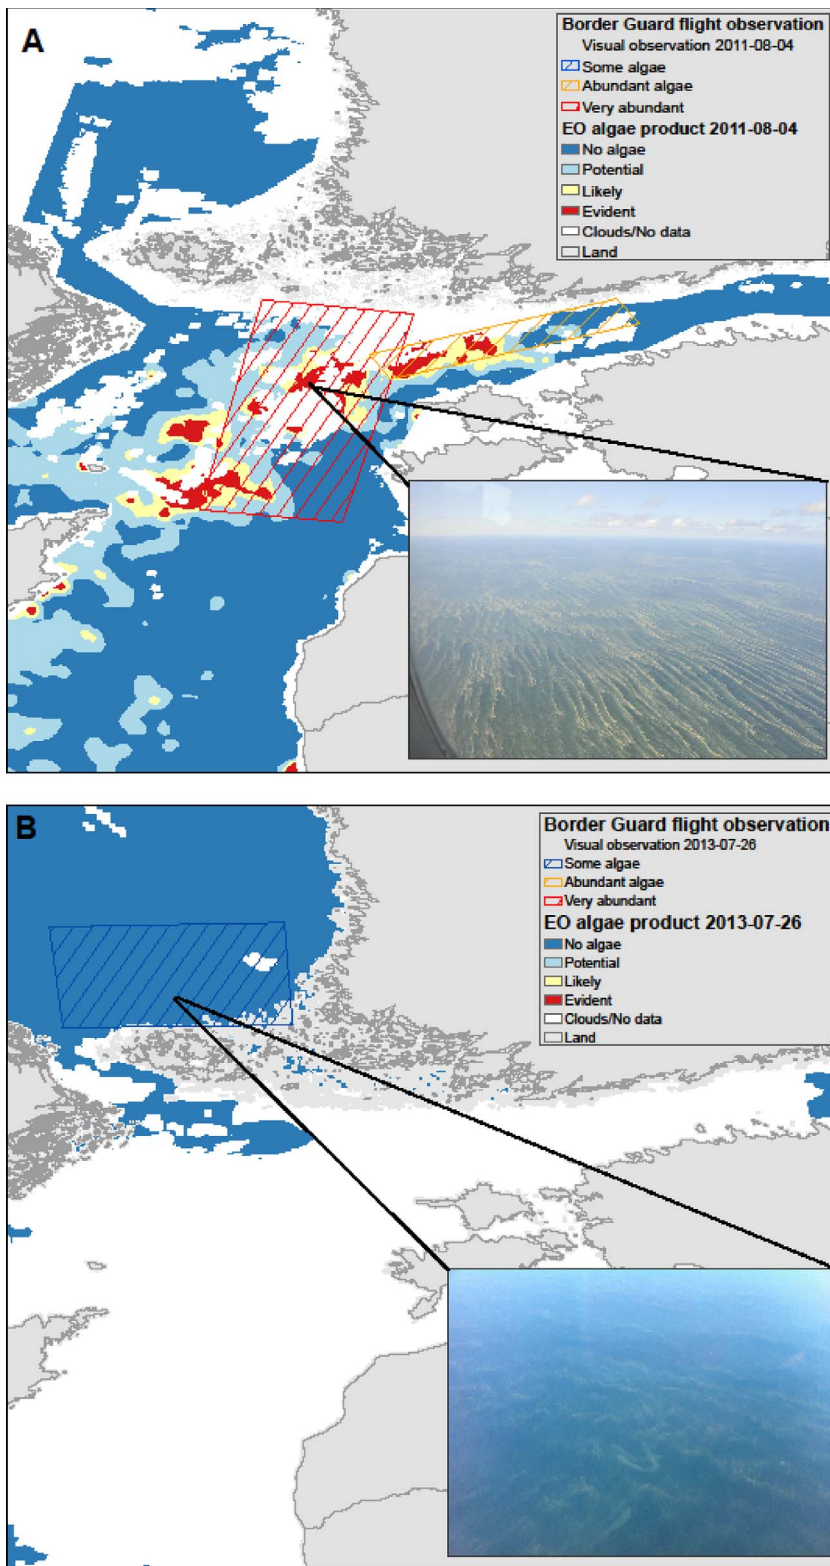 A
Border Guard flight observation
Visual observation 2011-08-04
Some algae
Abundant algae
Very abundant
EO algae product 2011-08-04
No algae
Potential
Likely
Evident
Clouds/No data
Land
B
Border Guard flight observation
Visual observation 2013-07-26
Some algae
Abundant algae
Very abundant
EO algae product 2013-07-26
No algae
Potential
Likely
Evident
Clouds/No data
Land